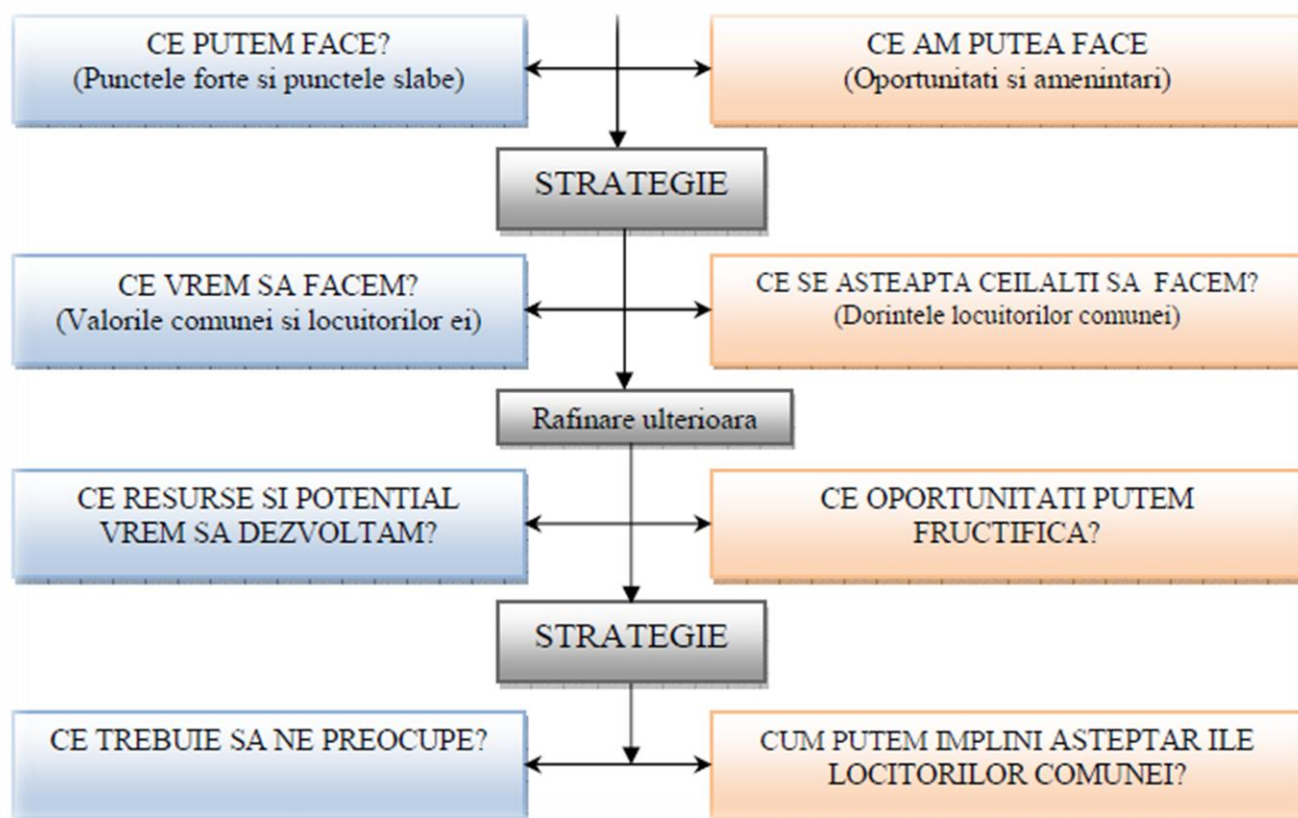 CE PUTEM FACE?
(Punctele forte si punctele slabe)
CE AM PUTEA FACE
(Oportunitati si amenintari)
STRATEGIE
CE VREM SA FACEM?
(Valorile comunei si locuitorilor ei)
CE SE ASTEAPTA CEILALTI SA FACEM?
(Dorintele locuitorilor comunei)
Rafinare ulterioara
CE RESURSE SI POTENTIAL
VREM SA DEZVOLTAM?
CE OPORTUNITATI PUTEM
FRUCTIFICA?
STRATEGIE
CE TREBUIE SA NE PREOCUPE?
CUM PUTEM IMPLINI ASTEPTAR ILE
LOCITORILOR COMUNEI?